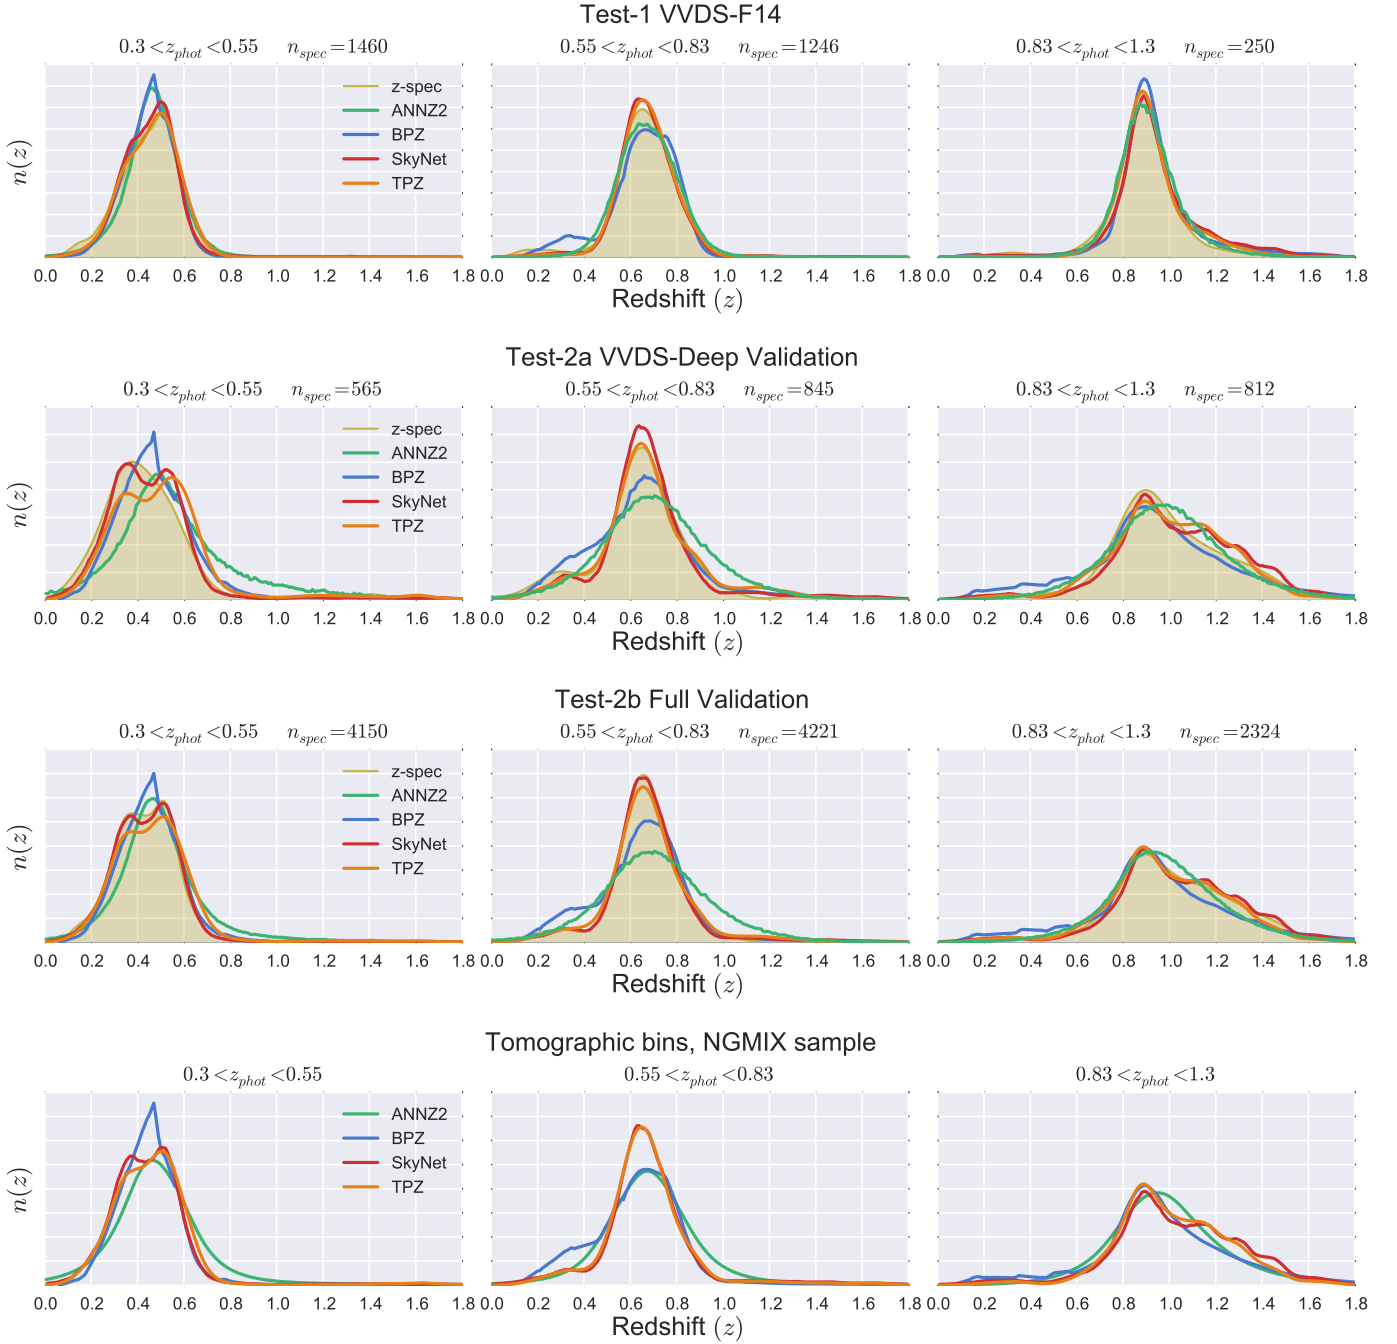 Test-1 VVDS-F14
0.3 < z_phot < 0.55 n_spec = 1460
0.55 < z_phot < 0.83 n_spec = 1246
0.83 < z_phot < 1.3 n_spec = 250
n(z)
z-spec
ANNZ2
BPZ
SkyNet
TPZ
0.0 0.2 0.4 0.6 0.8 1.0 1.2 1.4 1.6 1.8
0.0 0.2 0.4 0.6 0.8 1.0 1.2 1.4 1.6 1.8
0.0 0.2 0.4 0.6 0.8 1.0 1.2 1.4 1.6 1.8
Redshift (z)
Test-2a VVDS-Deep Validation
0.3 < z_phot < 0.55 n_spec = 565
0.55 < z_phot < 0.83 n_spec = 845
0.83 < z_phot < 1.3 n_spec = 812
n(z)
z-spec
ANNZ2
BPZ
SkyNet
TPZ
0.0 0.2 0.4 0.6 0.8 1.0 1.2 1.4 1.6 1.8
0.0 0.2 0.4 0.6 0.8 1.0 1.2 1.4 1.6 1.8
0.0 0.2 0.4 0.6 0.8 1.0 1.2 1.4 1.6 1.8
Redshift (z)
Test-2b Full Validation
0.3 < z_phot < 0.55 n_spec = 4150
0.55 < z_phot < 0.83 n_spec = 4221
0.83 < z_phot < 1.3 n_spec = 2324
n(z)
z-spec
ANNZ2
BPZ
SkyNet
TPZ
0.0 0.2 0.4 0.6 0.8 1.0 1.2 1.4 1.6 1.8
0.0 0.2 0.4 0.6 0.8 1.0 1.2 1.4 1.6 1.8
0.0 0.2 0.4 0.6 0.8 1.0 1.2 1.4 1.6 1.8
Redshift (z)
Tomographic bins, NGMIX sample
0.3 < z_phot < 0.55
0.55 < z_phot < 0.83
0.83 < z_phot < 1.3
n(z)
ANNZ2
BPZ
SkyNet
TPZ
0.0 0.2 0.4 0.6 0.8 1.0 1.2 1.4 1.6 1.8
0.0 0.2 0.4 0.6 0.8 1.0 1.2 1.4 1.6 1.8
0.0 0.2 0.4 0.6 0.8 1.0 1.2 1.4 1.6 1.8
Redshift (z)